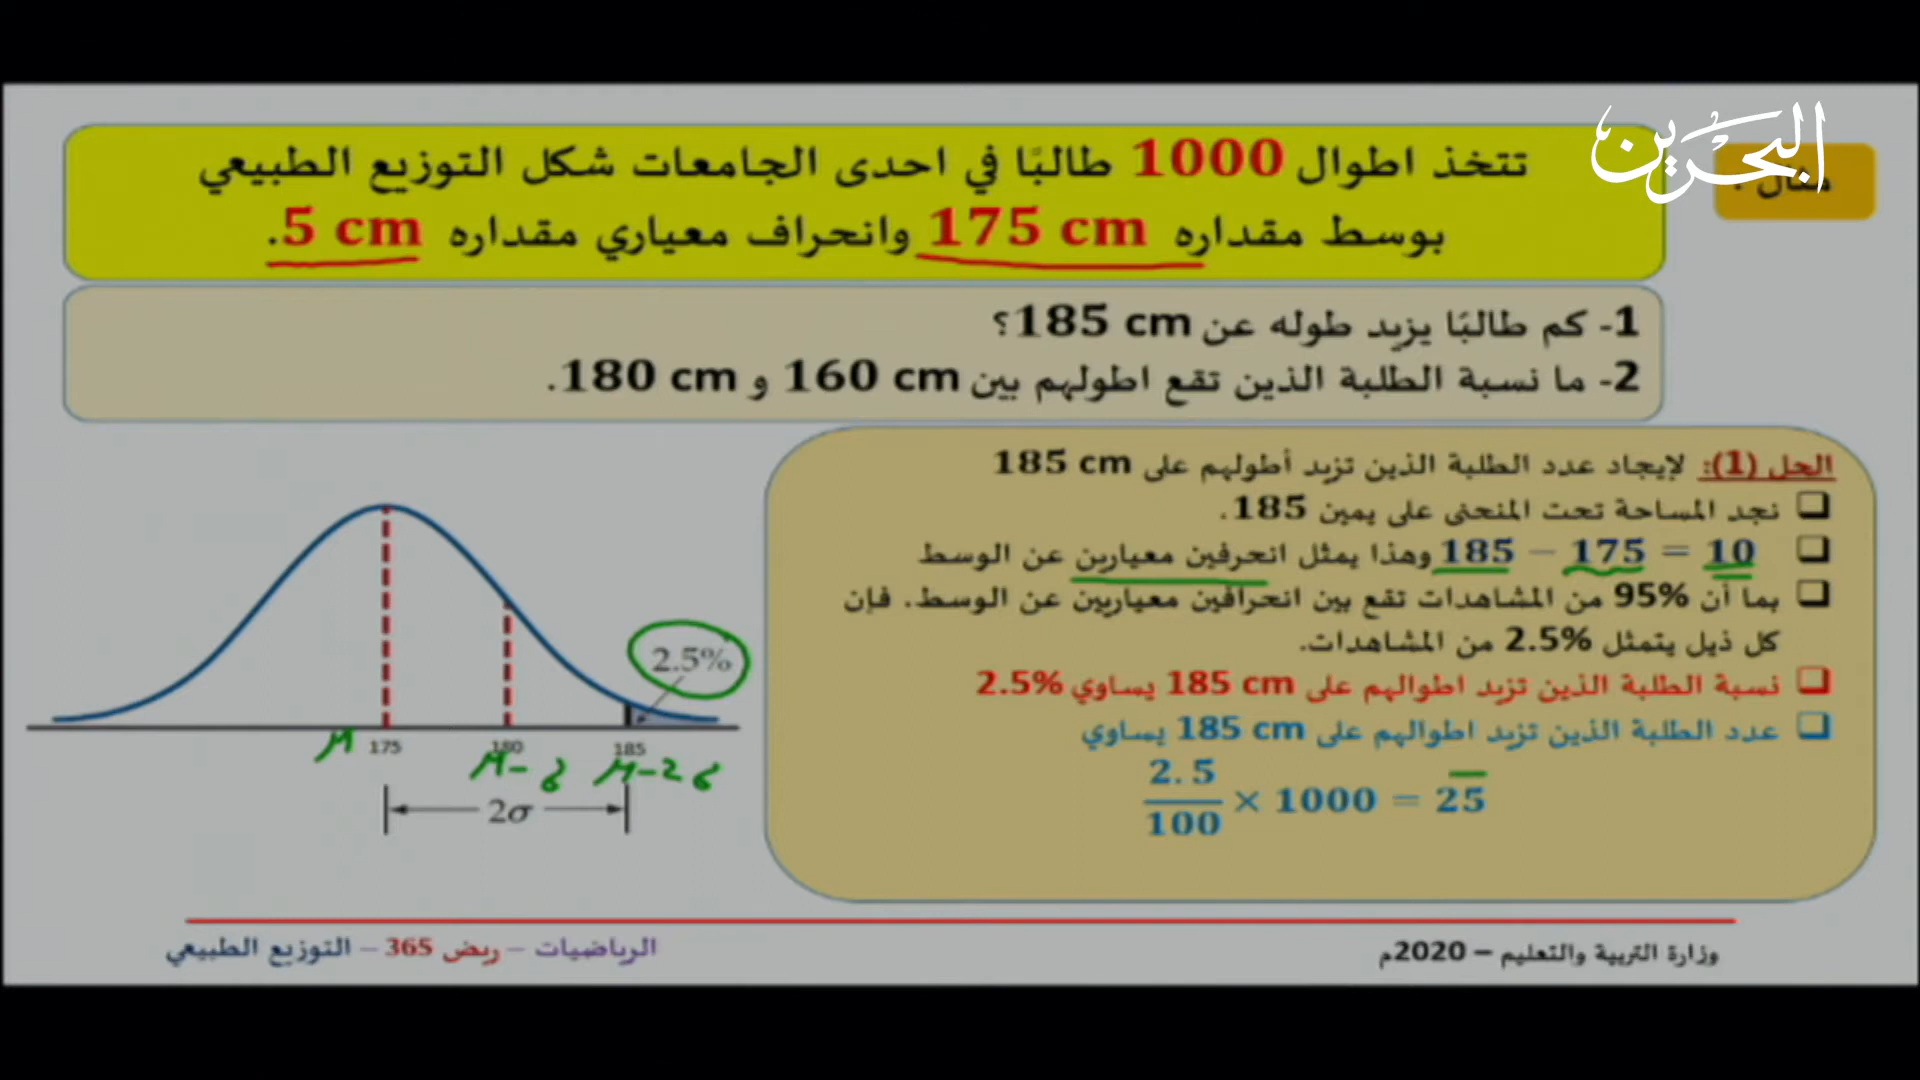 البحرين
مثال :
تتخذ اطوال 1000 طالبًا في احدى الجامعات شكل التوزيع الطبيعي
بوسط مقداره 175 cm وانحراف معياري مقداره 5 cm.
1- كم طالبًا يزيد طوله عن 185 cm؟
2- ما نسبة الطلبة الذين تقع اطولهم بين 160 cm و 180 cm.
الحل (1): لإيجاد عدد الطلبة الذين تزيد أطولهم على 185 cm
نجد المساحة تحت المنحنى على يمين 185.
185 − 175 = 10 وهذا يمثل انحرفين معيارين عن الوسط
بما أن 95% من المشاهدات تقع بين انحرافين معياريين عن الوسط. فإن
كل ذيل يتمثل 2.5% من المشاهدات.
نسبة الطلبة الذين تزيد اطوالهم على 185 cm يساوي 2.5%
عدد الطلبة الذين تزيد اطوالهم على 185 cm يساوي
2.5/100 × 1000 = 25
2.5%
175 180 185
μ μ-σ μ-2σ
2σ
وزارة التربية والتعليم – 2020م
الرياضيات – ريض 365 – التوزيع الطبيعي